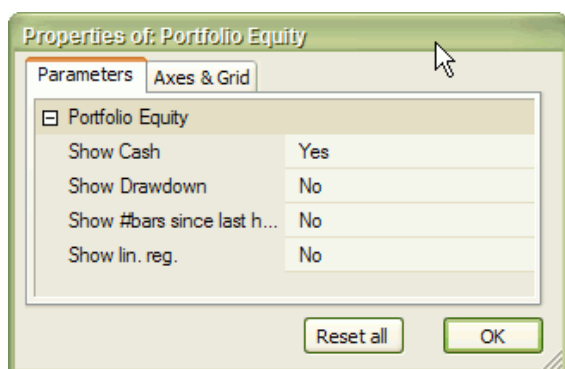 Properties of: Portfolio Equity
Parameters Axes & Grid
Portfolio Equity
Show Cash Yes
Show Drawdown No
Show #bars since last h... No
Show lin. reg. No
Reset all OK